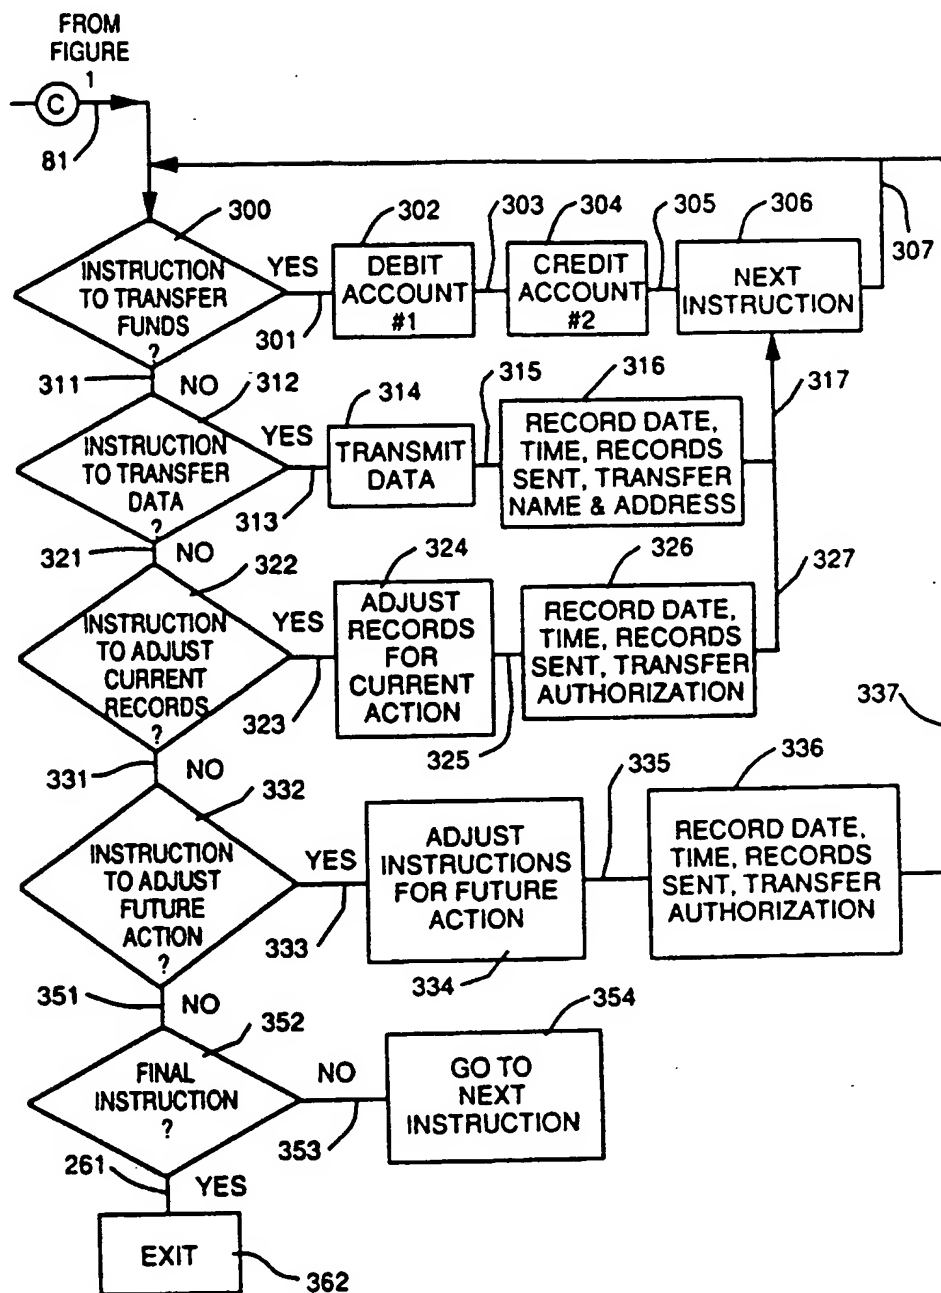 FROM
FIGURE
1
C
81
300
302
303
304
305
306
307
INSTRUCTION
TO TRANSFER
FUNDS
?
YES
301
DEBIT
ACCOUNT
#1
CREDIT
ACCOUNT
#2
NEXT
INSTRUCTION
311
NO
312
314
315
316
317
INSTRUCTION
TO TRANSFER
DATA
?
YES
313
TRANSMIT
DATA
RECORD DATE,
TIME, RECORDS
SENT, TRANSFER
NAME & ADDRESS
321
NO
322
324
326
327
INSTRUCTION
TO ADJUST
CURRENT
RECORDS
?
YES
323
ADJUST
RECORDS
FOR
CURRENT
ACTION
325
RECORD DATE,
TIME, RECORDS
SENT, TRANSFER
AUTHORIZATION
337
331
NO
332
335
336
INSTRUCTION
TO ADJUST
FUTURE
ACTION
?
YES
333
ADJUST
INSTRUCTIONS
FOR FUTURE
ACTION
334
RECORD DATE,
TIME, RECORDS
SENT, TRANSFER
AUTHORIZATION
351
NO
352
354
FINAL
INSTRUCTION
?
NO
353
GO TO
NEXT
INSTRUCTION
261
YES
EXIT
362